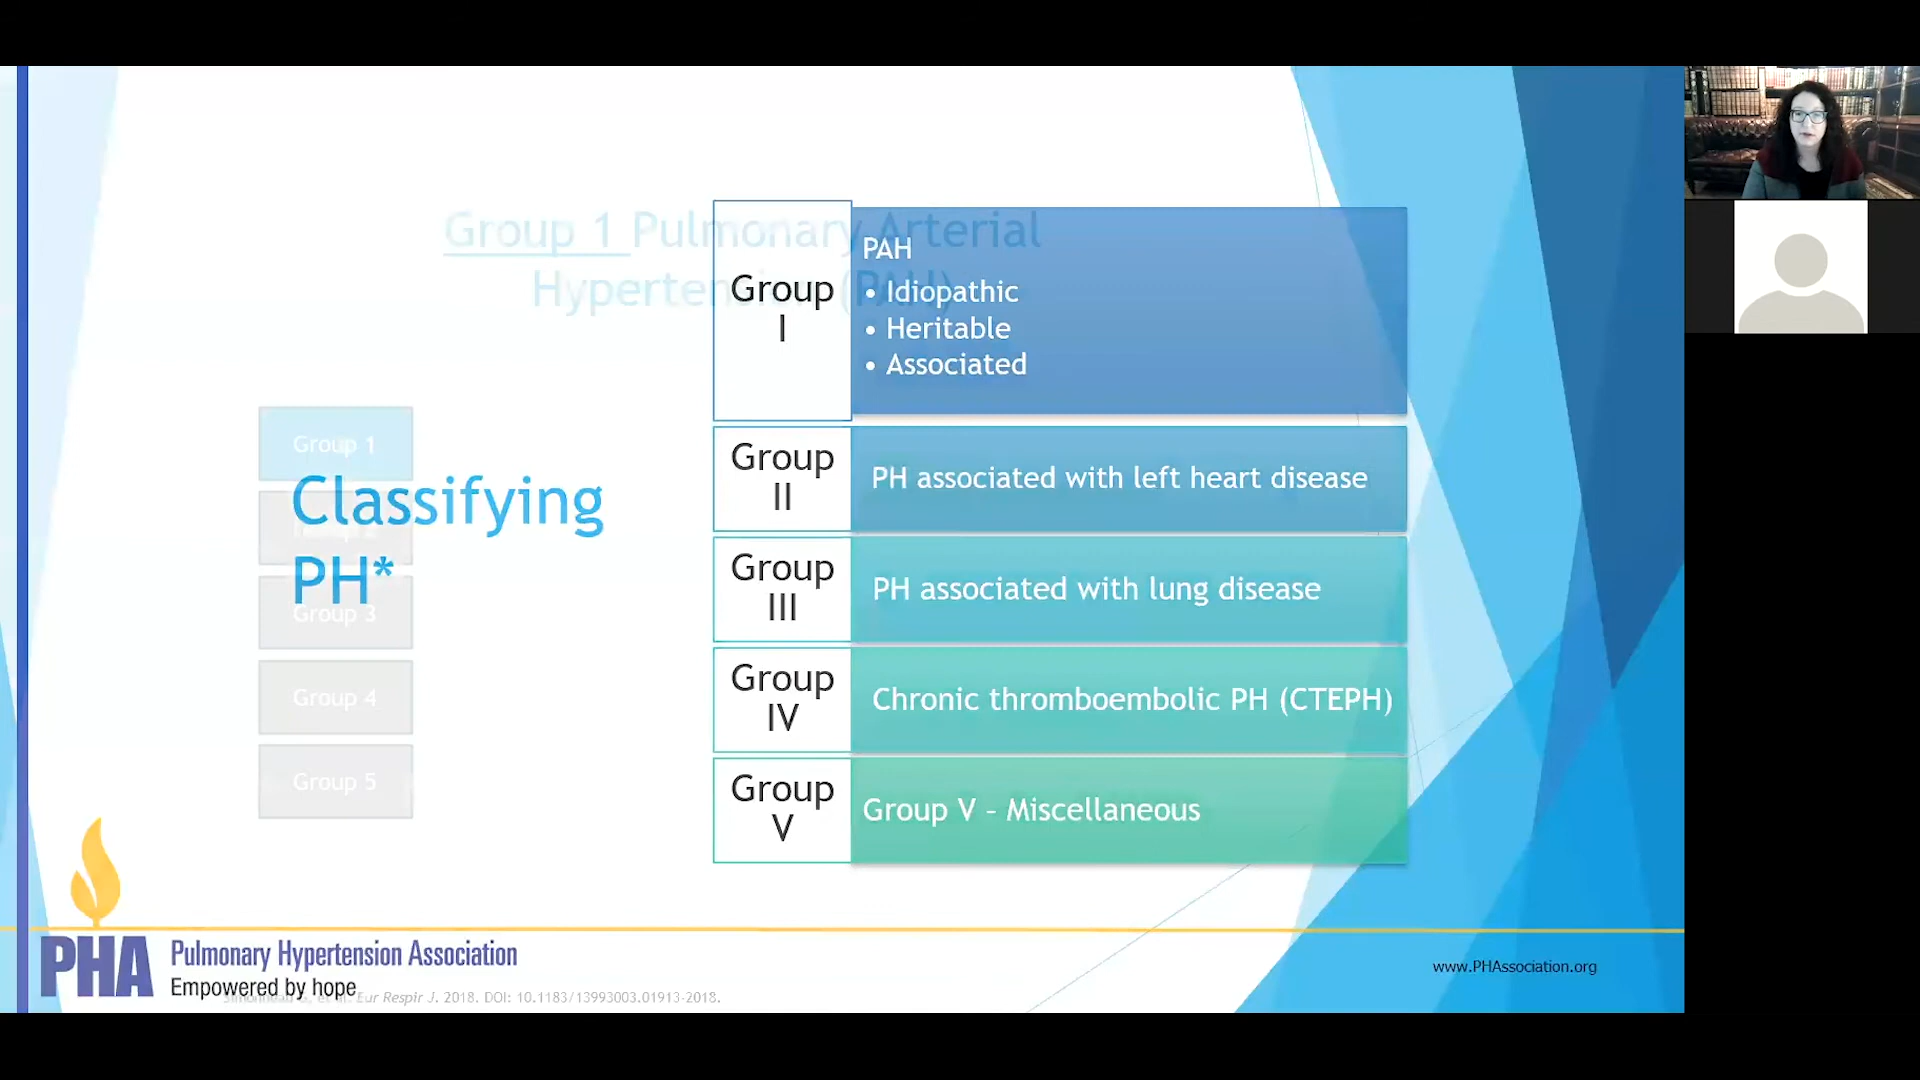 Group 1 Pulmonary Arterial
Hypertension (PAH)
Classifying
PH*
Group
I
PAH
• Idiopathic
• Heritable
• Associated
Group
II
PH associated with left heart disease
Group
III
PH associated with lung disease
Group
IV
Chronic thromboembolic PH (CTEPH)
Group
V
Group V – Miscellaneous
Group 1
Group 3
Group 4
Group 5
PHA Pulmonary Hypertension Association
Empowered by hope
Eur Respir J. 2018. DOI: 10.1183/13993003.01913-2018.
www.PHAssociation.org